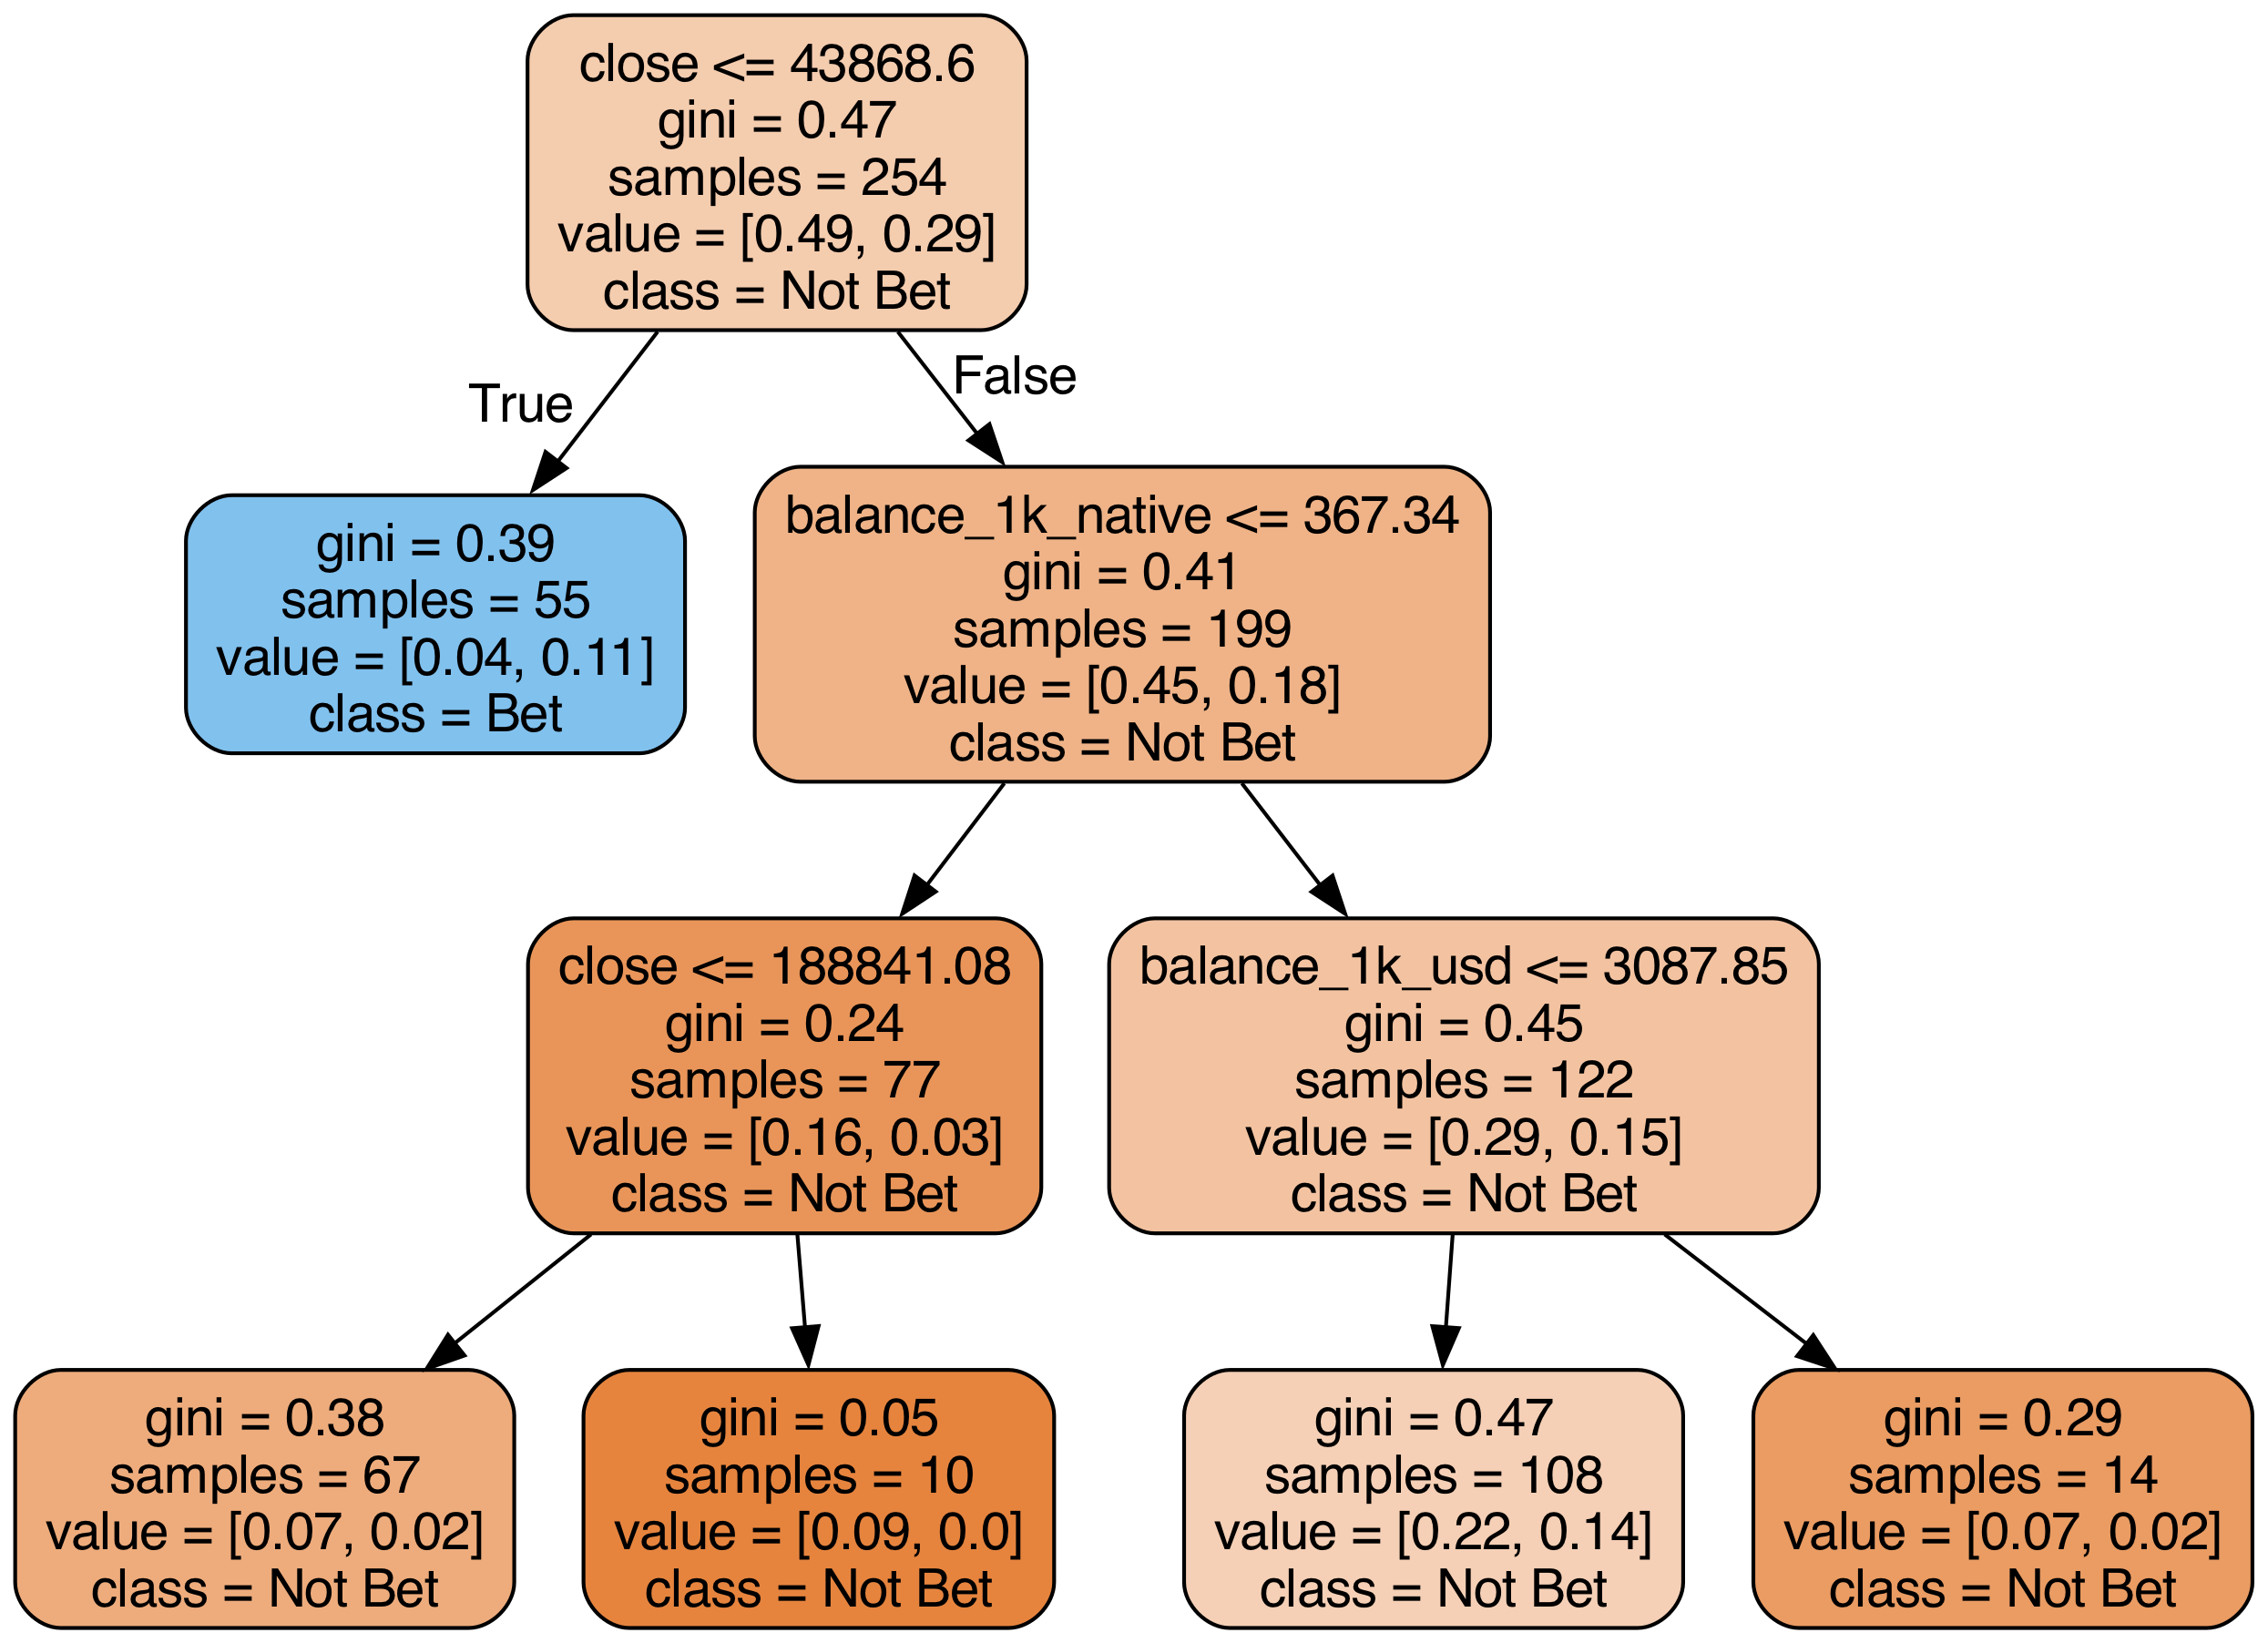 close <= 43868.6
gini = 0.47
samples = 254
value = [0.49, 0.29]
class = Not Bet
True
False
gini = 0.39
samples = 55
value = [0.04, 0.11]
class = Bet
balance_1k_native <= 367.34
gini = 0.41
samples = 199
value = [0.45, 0.18]
class = Not Bet
close <= 188841.08
gini = 0.24
samples = 77
value = [0.16, 0.03]
class = Not Bet
balance_1k_usd <= 3087.85
gini = 0.45
samples = 122
value = [0.29, 0.15]
class = Not Bet
gini = 0.38
samples = 67
value = [0.07, 0.02]
class = Not Bet
gini = 0.05
samples = 10
value = [0.09, 0.0]
class = Not Bet
gini = 0.47
samples = 108
value = [0.22, 0.14]
class = Not Bet
gini = 0.29
samples = 14
value = [0.07, 0.02]
class = Not Bet